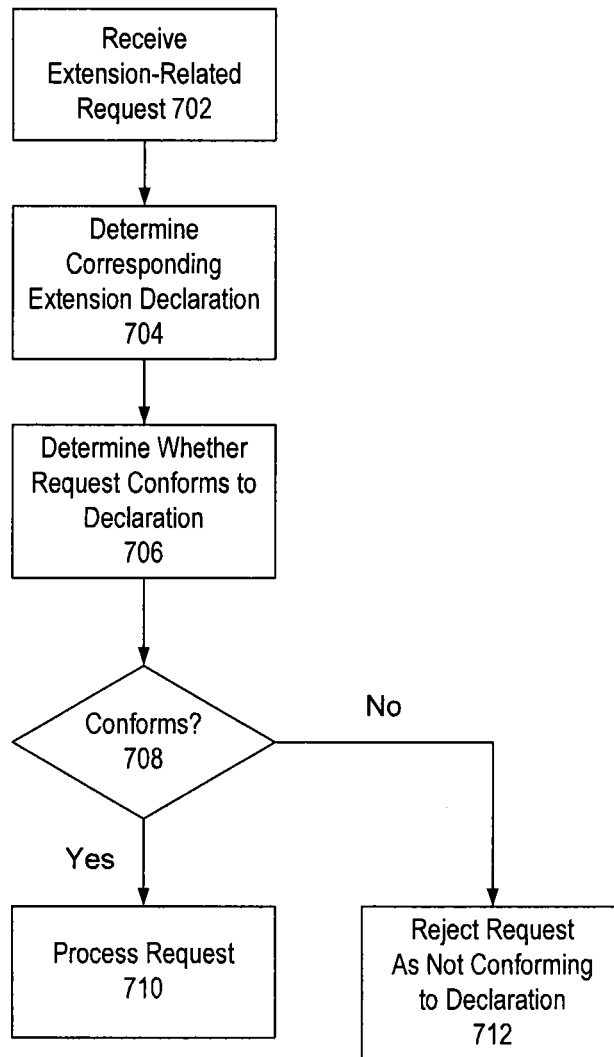 Receive
Extension-Related
Request 702
Determine
Corresponding
Extension Declaration
704
Determine Whether
Request Conforms to
Declaration
706
Conforms?
708
No
Yes
Process Request
710
Reject Request
As Not Conforming
to Declaration
712